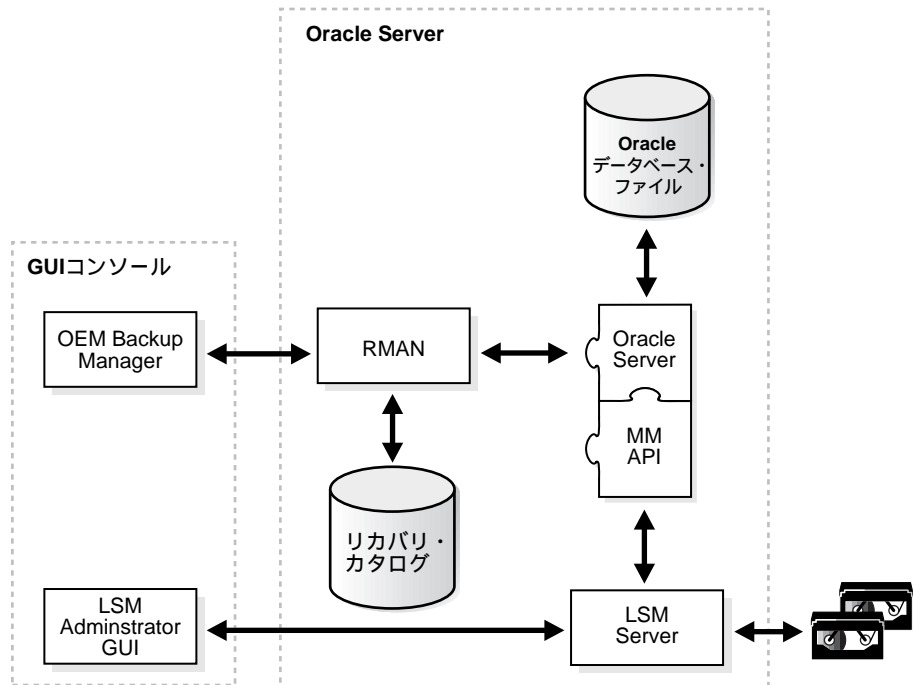 Oracle Server
Oracle
データベース・
ファイル
GUIコンソール
OEM Backup
Manager
RMAN
Oracle
Server
MM
API
リカバリ・
カタログ
LSM
Adminstrator
GUI
LSM
Server